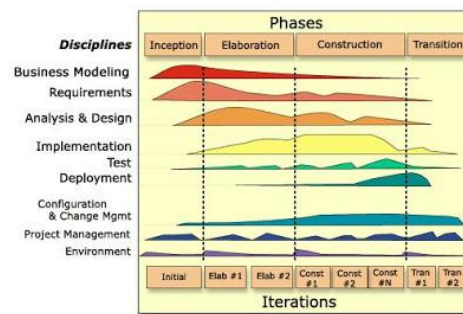 Phases
Disciplines Inception Elaboration Construction Transition
Business Modeling
Requirements
Analysis & Design
Implementation
Test
Deployment
Configuration
& Change Mgmt
Project Management
Environment
Initial Elab #1 Elab #2 Const #1 Const #2 Const #N Tran #1 Tran #2
Iterations